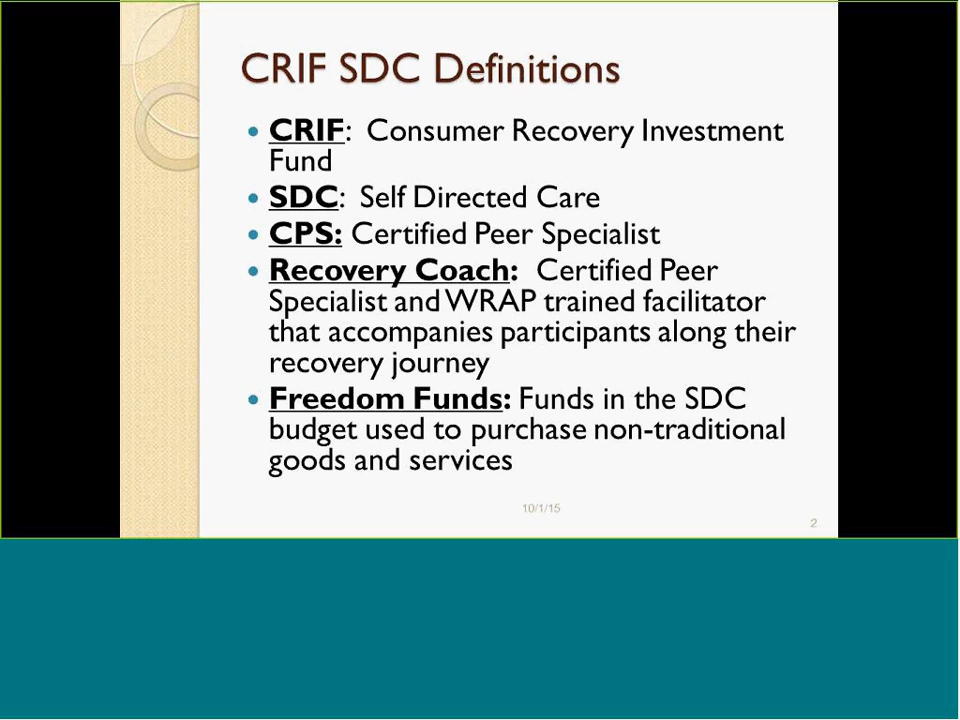 CRIF SDC Definitions
• CRIF: Consumer Recovery Investment
Fund
• SDC: Self Directed Care
• CPS: Certified Peer Specialist
• Recovery Coach: Certified Peer
Specialist and WRAP trained facilitator
that accompanies participants along their
recovery journey
• Freedom Funds: Funds in the SDC
budget used to purchase non-traditional
goods and services
10/1/15
2